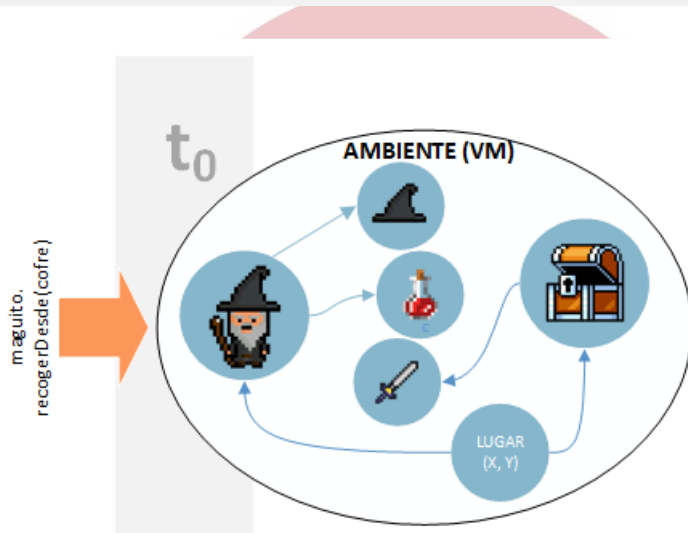 t0
AMBIENTE (VM)
maguito.
recogerDesde(cofre)
C
LUGAR
(X, Y)